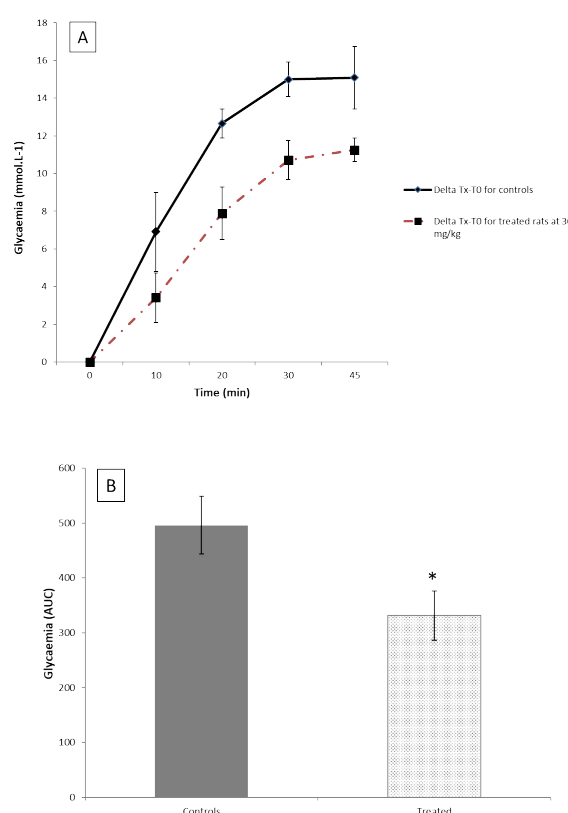 18
A
16
14
12
10
8
6
4
2
0
Glycaemia (mmol.L-1)
0 10 20 30 45
Time (min)
Delta Tx-T0 for controls
Delta Tx-T0 for treated rats at
mg/kg
600
B
500
400
300
200
100
0
Glycaemia (AUC)
*
Controls Treated